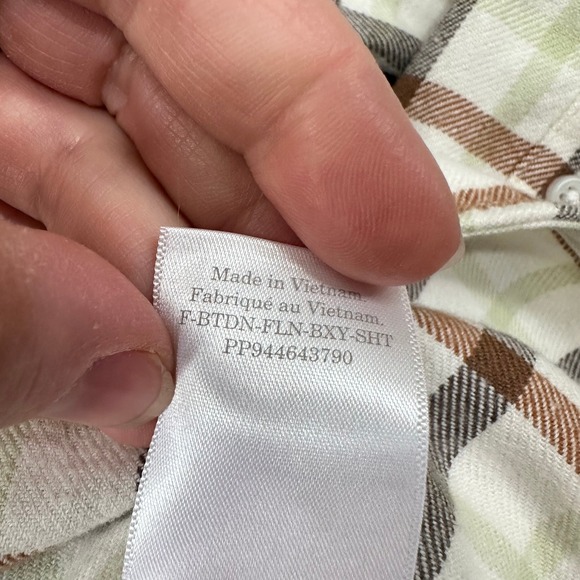 Made in Vietnam.
Fabriqué au Vietnam.
F-BTDN-FLN-BXY-SHT
PP944643790